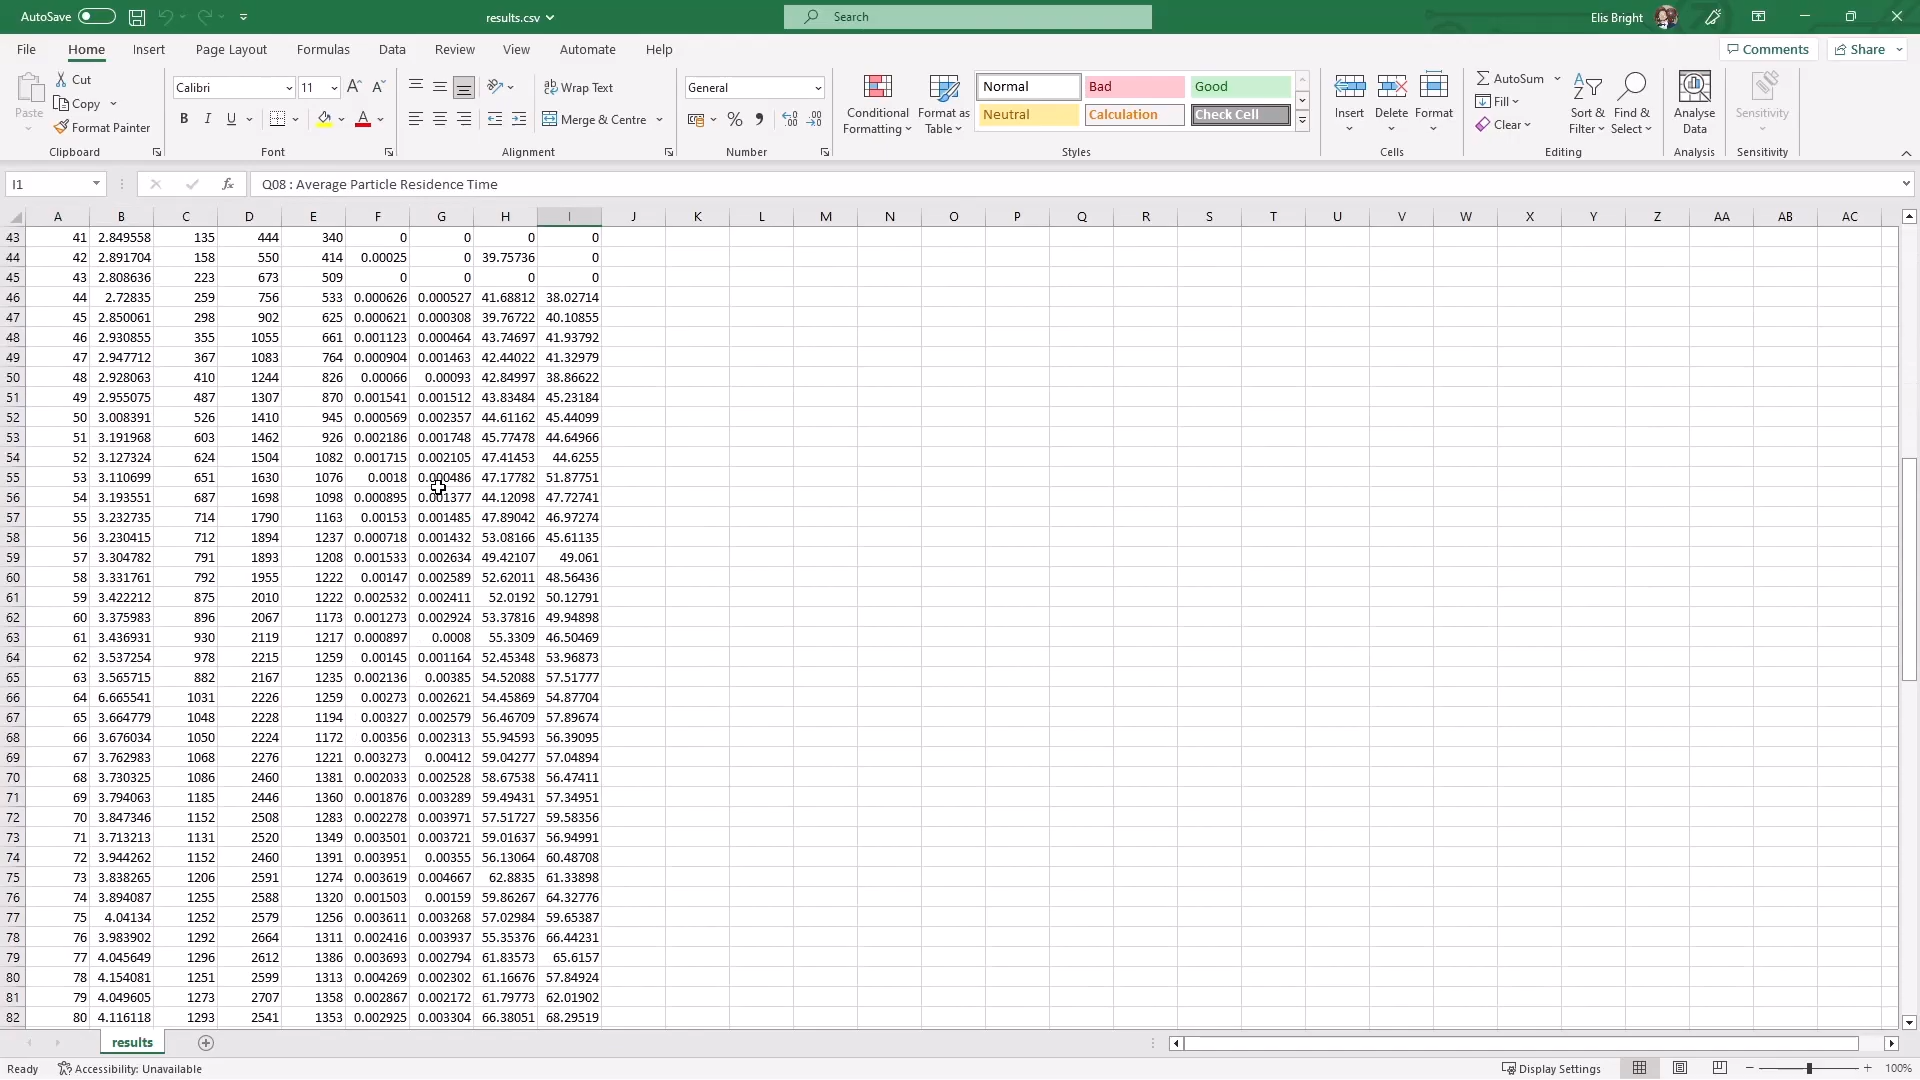 AutoSave Off results.csv Search Elis Bright
File Home Insert Page Layout Formulas Data Review View Automate Help Comments Share
Paste Cut Copy Format Painter
Clipboard
Calibri 11
B I U
Font
Wrap Text
Merge & Centre
Alignment
General
Number
Conditional Formatting Format as Table
Normal Bad Good
Neutral Calculation Check Cell
Styles
Insert Delete Format
Cells
AutoSum
Fill
Clear
Sort & Filter Find & Select
Editing
Analyse Data
Analysis
Sensitivity
Sensitivity
I1 fx Q08 : Average Particle Residence Time
A B C D E F G H I J K L M N O P Q R S T U V W X Y Z AA AB AC
43 41 2.849558 135 444 340 0 0 0 0
44 42 2.891704 158 550 414 0.00025 0 39.75736 0
45 43 2.808636 223 673 509 0 0 0 0
46 44 2.72835 259 756 533 0.000626 0.000527 41.68812 38.02714
47 45 2.850061 298 902 625 0.000621 0.000308 39.76722 40.10855
48 46 2.930855 355 1055 661 0.001123 0.000464 43.74697 41.93792
49 47 2.947712 367 1083 764 0.000904 0.001463 42.44022 41.32979
50 48 2.928063 410 1244 826 0.00066 0.00093 42.84997 38.86622
51 49 2.955075 487 1307 870 0.001541 0.001512 43.83484 45.23184
52 50 3.008391 526 1410 945 0.000569 0.002357 44.61162 45.44099
53 51 3.191968 603 1462 926 0.002186 0.001748 45.77478 44.64966
54 52 3.127324 624 1504 1082 0.001715 0.002105 47.41453 44.6255
55 53 3.110699 651 1630 1076 0.0018 0.000486 47.17782 51.87751
56 54 3.193551 687 1698 1098 0.000895 0.001377 44.12098 47.72741
57 55 3.232735 714 1790 1163 0.00153 0.001485 47.89042 46.97274
58 56 3.230415 712 1894 1237 0.000718 0.001432 53.08166 45.61135
59 57 3.304782 791 1893 1208 0.001533 0.002634 49.42107 49.061
60 58 3.331761 792 1955 1222 0.00147 0.002589 52.62011 48.56436
61 59 3.422212 875 2010 1222 0.002532 0.002411 52.0192 50.12791
62 60 3.375983 896 2067 1173 0.001273 0.002924 53.37816 49.94898
63 61 3.436931 930 2119 1217 0.000897 0.0008 55.3309 46.50469
64 62 3.537254 978 2215 1259 0.00145 0.001164 52.45348 53.96873
65 63 3.565715 882 2167 1235 0.002136 0.00385 54.52088 57.51777
66 64 6.665541 1031 2226 1259 0.00273 0.002621 54.45869 54.87704
67 65 3.664779 1048 2228 1194 0.00327 0.002579 56.46709 57.89674
68 66 3.676034 1050 2224 1172 0.00356 0.002313 55.94593 56.39095
69 67 3.762983 1068 2276 1221 0.003273 0.00412 59.04277 57.04894
70 68 3.730325 1086 2460 1381 0.002033 0.002528 58.67538 56.47411
71 69 3.794063 1185 2446 1360 0.001876 0.003289 59.49431 57.34951
72 70 3.847346 1152 2508 1283 0.002278 0.003971 57.51727 59.58356
73 71 3.713213 1131 2520 1349 0.003501 0.003721 59.01637 56.94991
74 72 3.944262 1152 2460 1391 0.003951 0.00355 56.13064 60.48708
75 73 3.838265 1206 2591 1274 0.003619 0.004667 62.8835 61.33898
76 74 3.894087 1255 2588 1320 0.001503 0.00159 59.86267 64.32776
77 75 4.04134 1252 2579 1256 0.003611 0.003268 57.02984 59.65387
78 76 3.983902 1292 2664 1311 0.002416 0.003937 55.35376 66.44231
79 77 4.045649 1296 2612 1386 0.003693 0.002794 61.83573 65.6157
80 78 4.154081 1251 2599 1313 0.004269 0.002302 61.16676 57.84924
81 79 4.049605 1273 2707 1358 0.002867 0.002172 61.79773 62.01902
82 80 4.116118 1293 2541 1353 0.002925 0.003304 66.38051 68.29519
results
Ready Accessibility: Unavailable Display Settings 100%